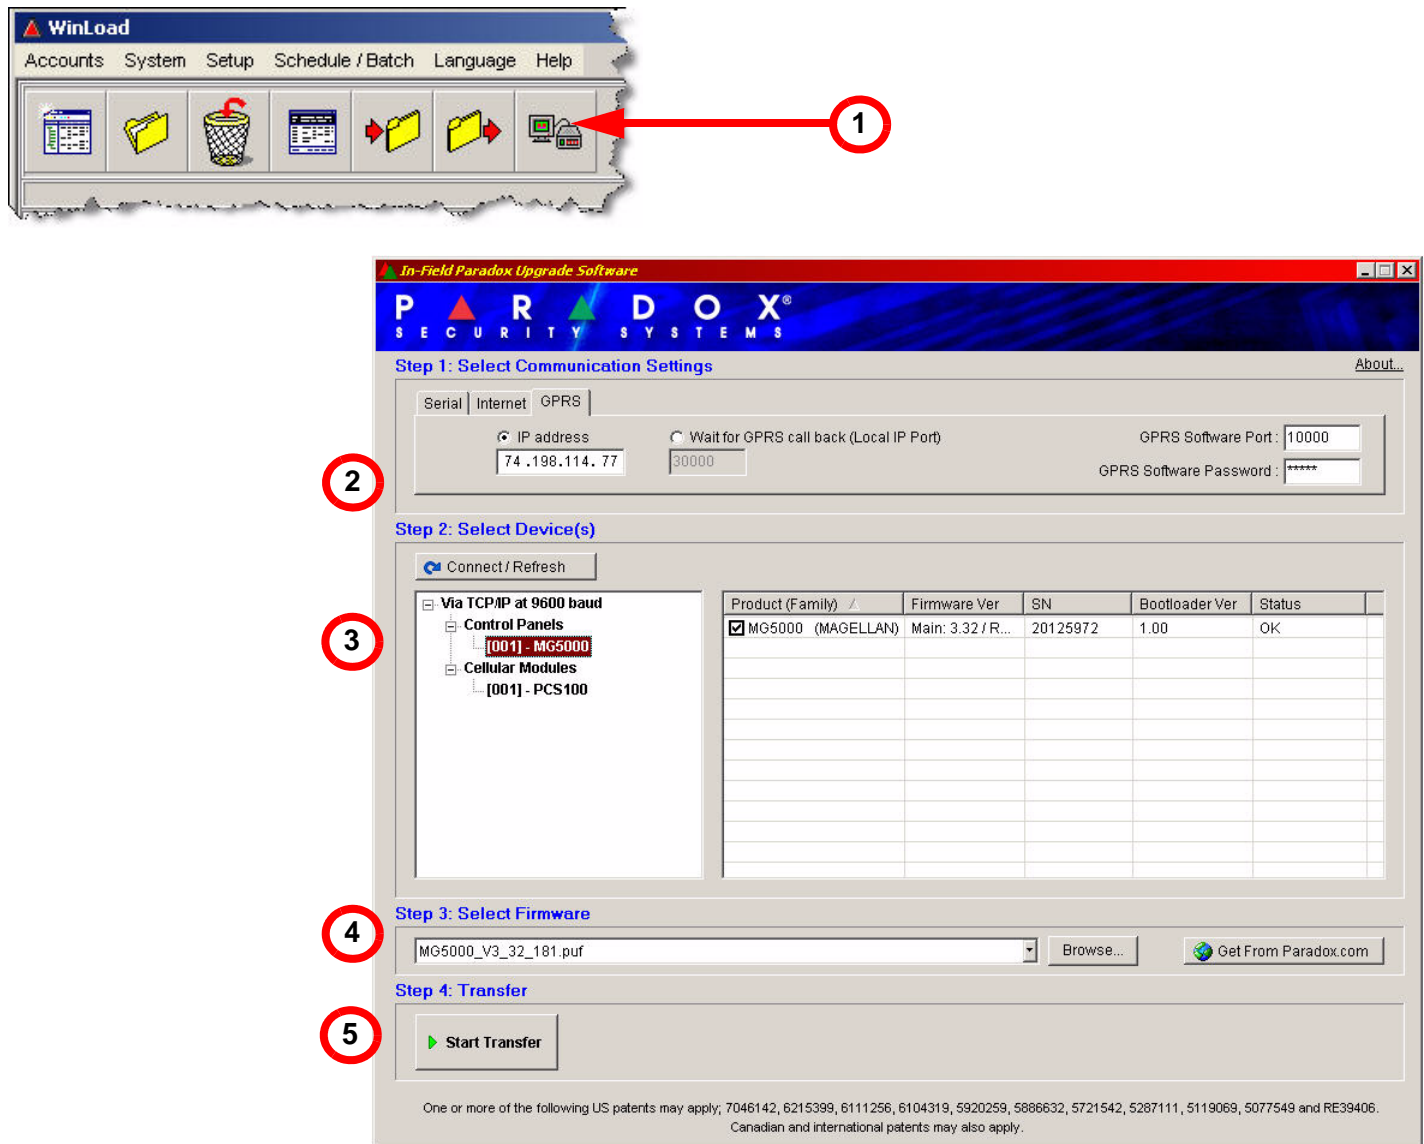 WinLoad
Accounts System Setup Schedule / Batch Language Help
1
In-Field Paradox Upgrade Software
PARADOX®
SECURITY SYSTEMS
Step 1: Select Communication Settings About...
Serial Internet GPRS
IP address Wait for GPRS call back (Local IP Port) GPRS Software Port : 10000
74 .198.114. 77 30000
GPRS Software Password : *****
2
Step 2: Select Device(s)
Connect / Refresh
Via TCP/IP at 9600 baud
Control Panels
[001] - MG5000
Cellular Modules
[001] - PCS100
Product (Family) Firmware Ver SN Bootloader Ver Status
MG5000 (MAGELLAN) Main: 3.32 / R... 20125972 1.00 OK
3
Step 3: Select Firmware
4
MG5000_V3_32_181.puf Browse... Get From Paradox.com
Step 4: Transfer
5
Start Transfer
One or more of the following US patents may apply; 7046142, 6215399, 6111256, 6104319, 5920259, 5886632, 5721542, 5287111, 5119069, 5077549 and RE39406.
Canadian and international patents may also apply.